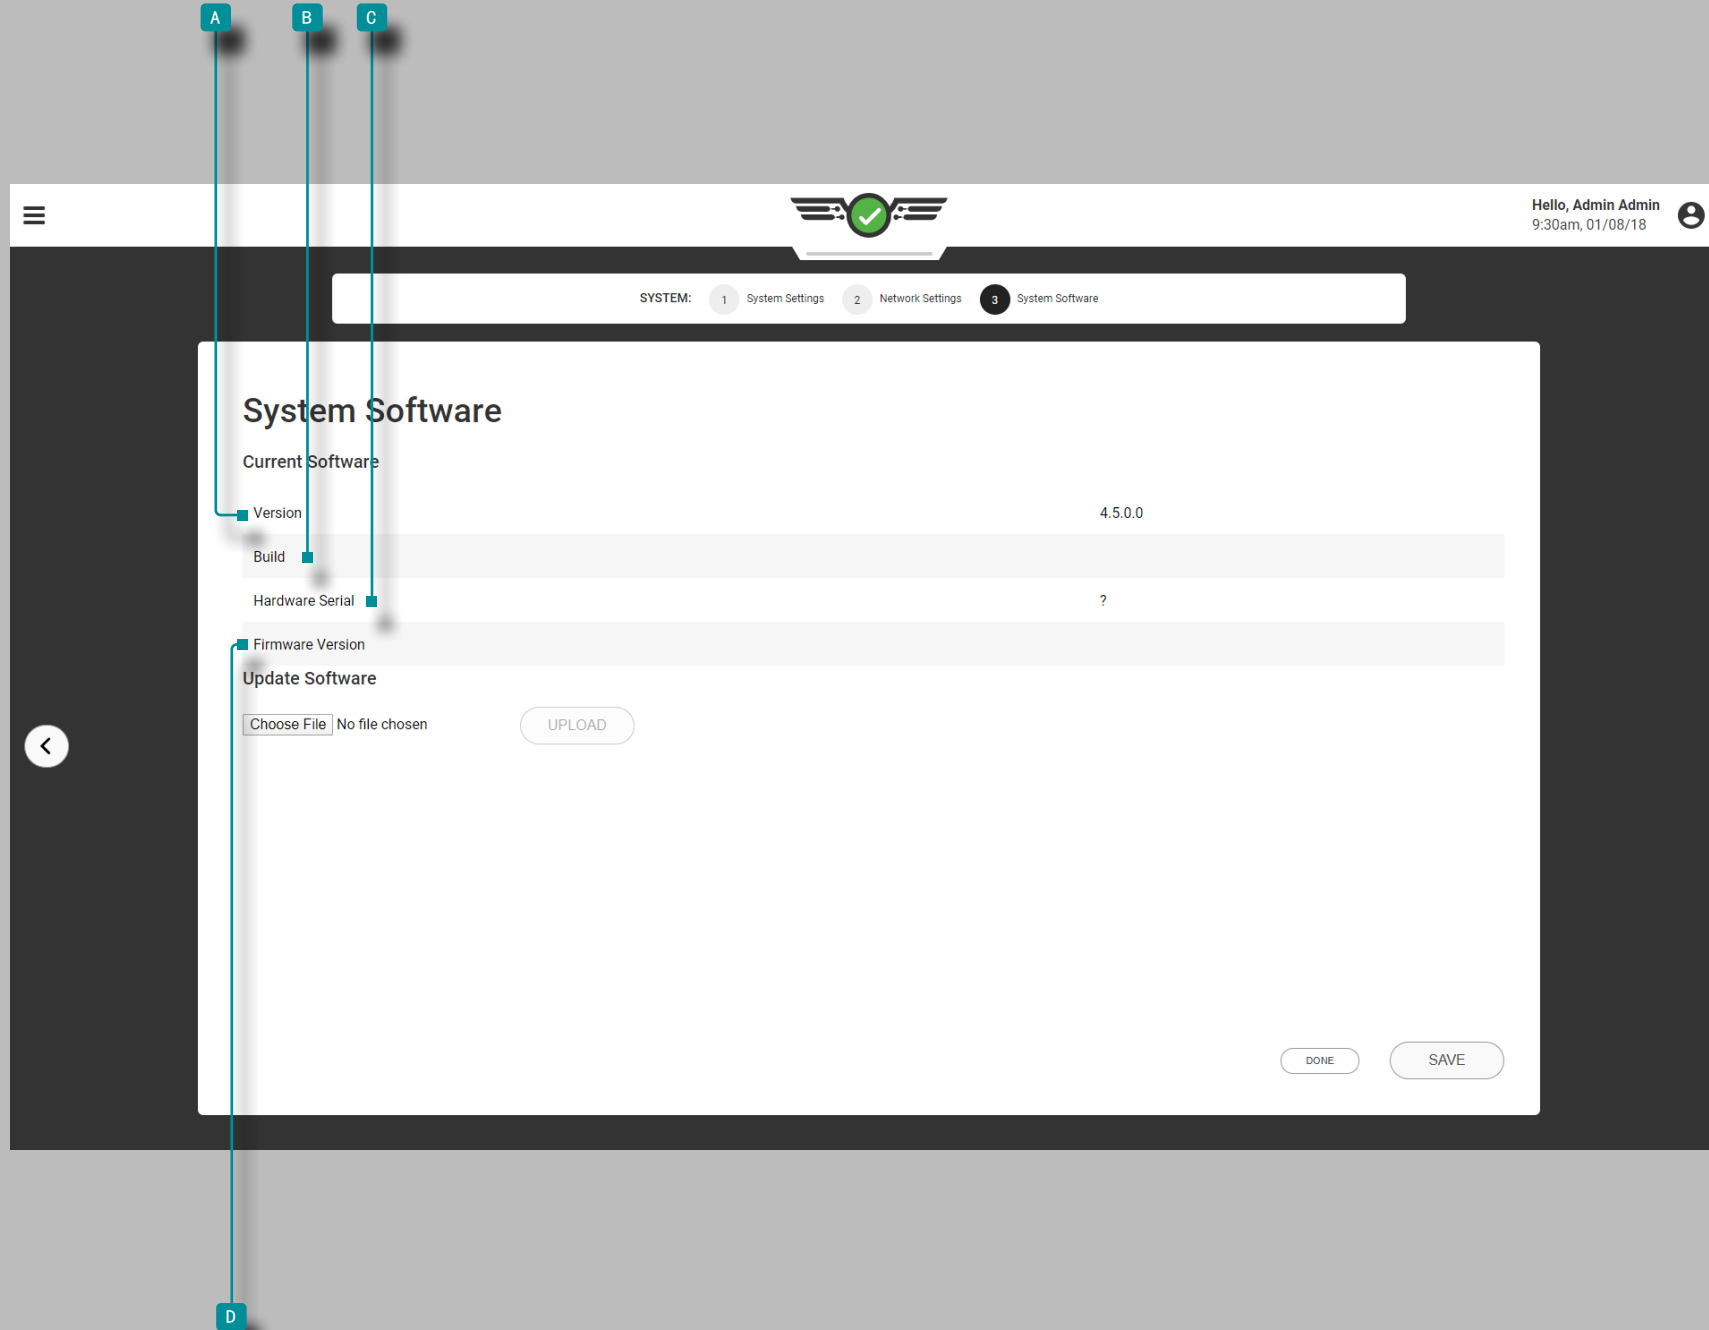 A B C
Hello, Admin Admin
9:30am, 01/08/18
SYSTEM: 1 System Settings 2 Network Settings 3 System Software
System Software
Current Software
Version 4.5.0.0
Build
Hardware Serial ?
Firmware Version
Update Software
Choose File No file chosen UPLOAD
DONE SAVE
D